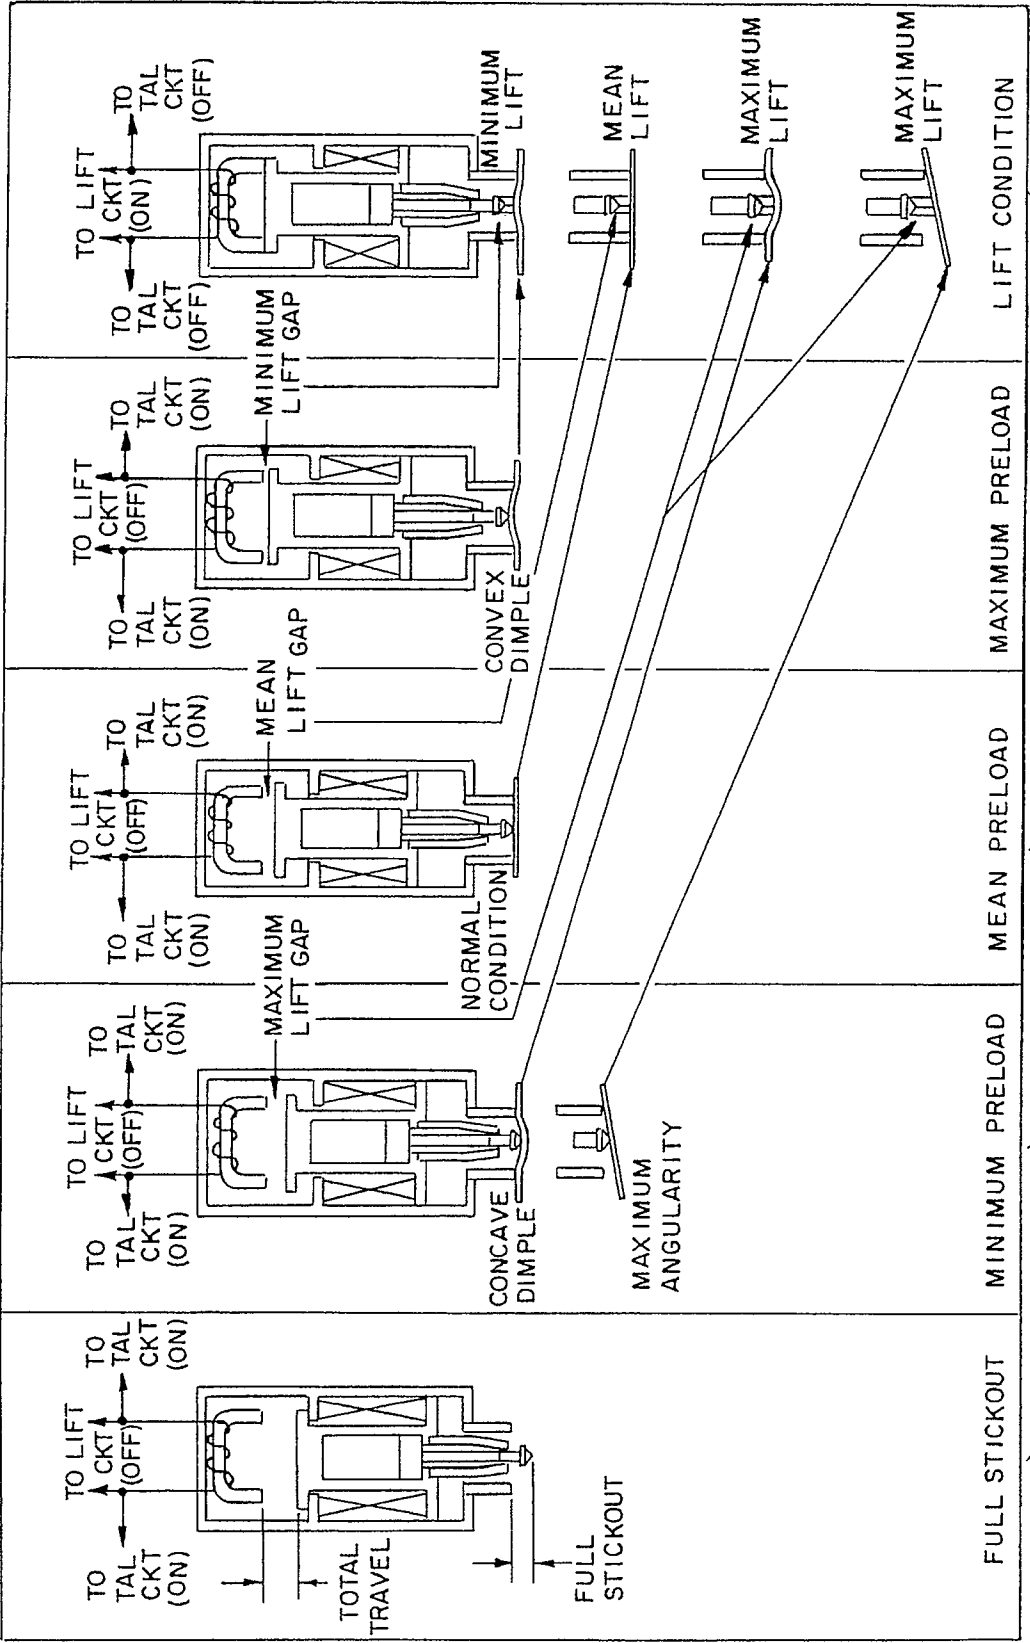 TO
TAL
CKT
(ON)
TO LIFT
CKT
(OFF)
TO
TAL
CKT
(ON)
TOTAL
TRAVEL
FULL
STICKOUT
FULL STICKOUT
TO
TAL
CKT
(ON)
TO LIFT
CKT
(OFF)
TO
TAL
CKT
(ON)
MAXIMUM
LIFT GAP
CONCAVE
DIMPLE
MAXIMUM
ANGULARITY
MINIMUM PRELOAD
TO
TAL
CKT
(ON)
TO LIFT
CKT
(OFF)
TO
TAL
CKT
(ON)
MEAN
LIFT GAP
NORMAL
CONDITION
MEAN PRELOAD
TO
TAL
CKT
(ON)
TO LIFT
CKT
(OFF)
TO
TAL
CKT
(ON)
MINIMUM
LIFT GAP
CONVEX
DIMPLE
MAXIMUM PRELOAD
TO
TAL
CKT
(OFF)
TO LIFT
CKT
(ON)
TO
TAL
CKT
(OFF)
MINIMUM
LIFT
MEAN
LIFT
MAXIMUM
LIFT
MAXIMUM
LIFT
LIFT CONDITION